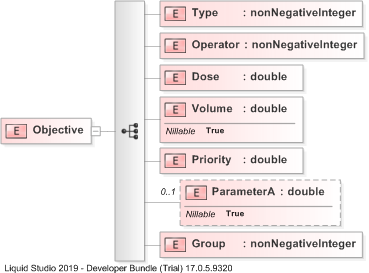 E Type : nonNegativeInteger
E Operator : nonNegativeInteger
E Dose : double
E Volume : double
Nillable True
E Objective
E Priority : double
0..1
E ParameterA : double
Nillable True
E Group : nonNegativeInteger
Liquid Studio 2019 - Developer Bundle (Trial) 17.0.5.9320